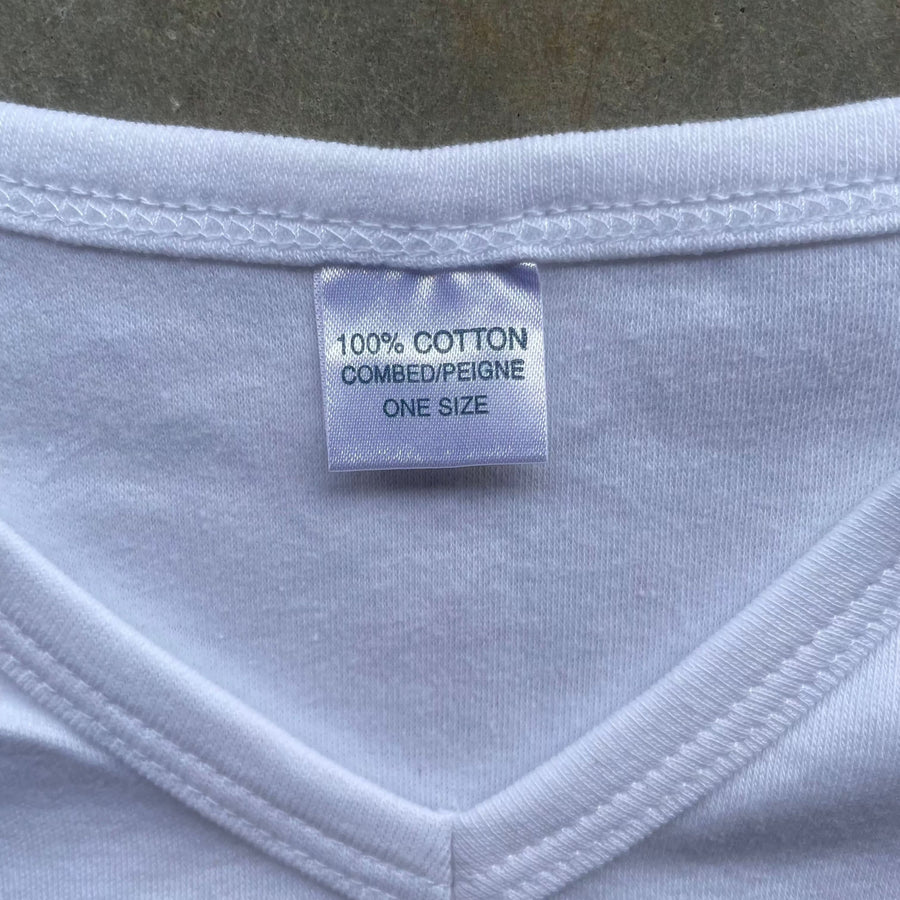 100% COTTON
COMBED/PEIGNE
ONE SIZE